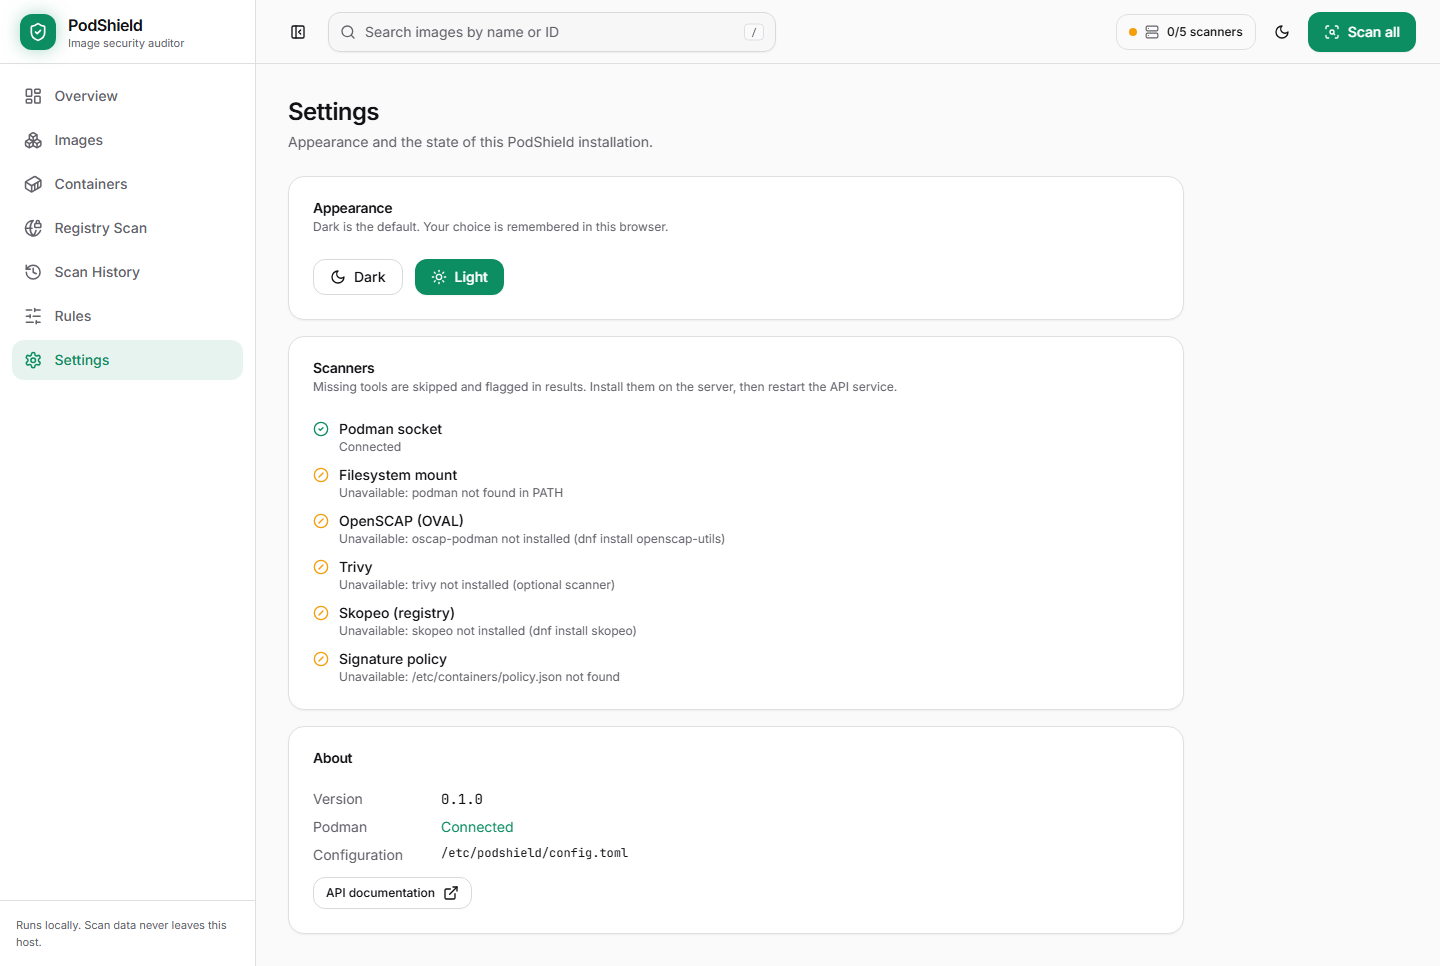 PodShield
Image security auditor
Search images by name or ID
/
0/5 scanners
Scan all
Overview
Images
Containers
Registry Scan
Scan History
Rules
Settings
Runs locally. Scan data never leaves this
host.
Settings
Appearance and the state of this PodShield installation.
Appearance
Dark is the default. Your choice is remembered in this browser.
Dark
Light
Scanners
Missing tools are skipped and flagged in results. Install them on the server, then restart the API service.
Podman socket
Connected
Filesystem mount
Unavailable: podman not found in PATH
OpenSCAP (OVAL)
Unavailable: oscap-podman not installed (dnf install openscap-utils)
Trivy
Unavailable: trivy not installed (optional scanner)
Skopeo (registry)
Unavailable: skopeo not installed (dnf install skopeo)
Signature policy
Unavailable: /etc/containers/policy.json not found
About
Version 0.1.0
Podman Connected
Configuration /etc/podshield/config.toml
API documentation